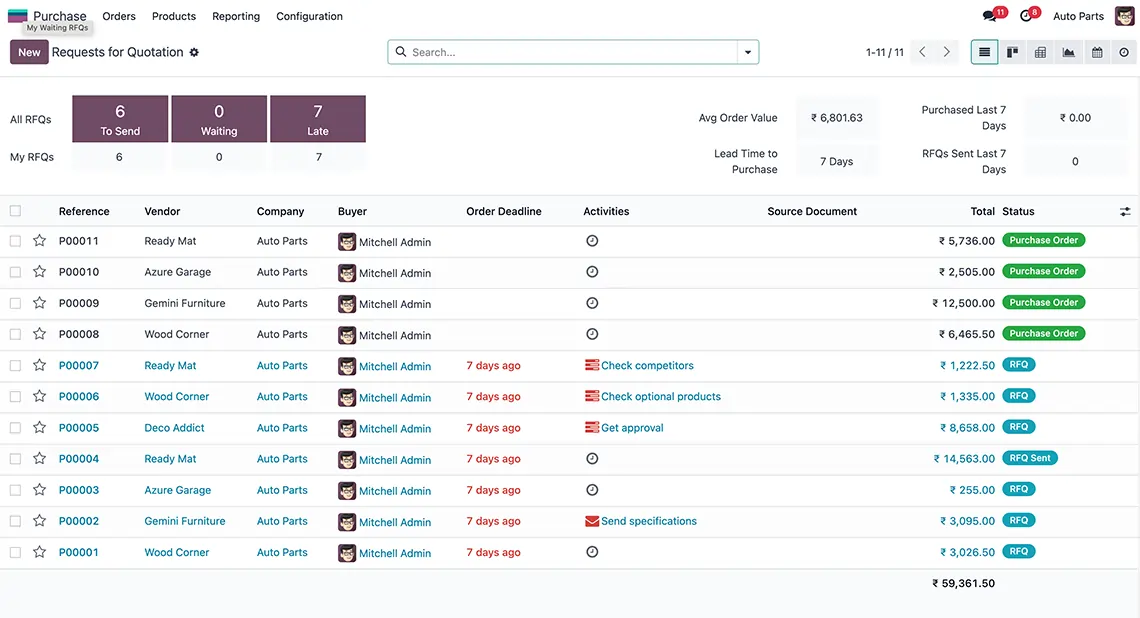 Purchase Orders Products Reporting Configuration 11 8 Auto Parts
My Waiting RFQs
New Requests for Quotation Search... 1-11 / 11
All RFQs 6 To Send 0 Waiting 7 Late
My RFQs 6 0 7
Avg Order Value ₹ 6,801.63 Purchased Last 7 Days ₹ 0.00
Lead Time to Purchase 7 Days RFQs Sent Last 7 Days 0
Reference Vendor Company Buyer Order Deadline Activities Source Document Total Status
P00011 Ready Mat Auto Parts Mitchell Admin ₹ 5,736.00 Purchase Order
P00010 Azure Garage Auto Parts Mitchell Admin ₹ 2,505.00 Purchase Order
P00009 Gemini Furniture Auto Parts Mitchell Admin ₹ 12,500.00 Purchase Order
P00008 Wood Corner Auto Parts Mitchell Admin ₹ 6,465.50 Purchase Order
P00007 Ready Mat Auto Parts Mitchell Admin 7 days ago Check competitors ₹ 1,222.50 RFQ
P00006 Wood Corner Auto Parts Mitchell Admin 7 days ago Check optional products ₹ 1,335.00 RFQ
P00005 Deco Addict Auto Parts Mitchell Admin 7 days ago Get approval ₹ 8,658.00 RFQ
P00004 Ready Mat Auto Parts Mitchell Admin 7 days ago ₹ 14,563.00 RFQ Sent
P00003 Azure Garage Auto Parts Mitchell Admin 7 days ago ₹ 255.00 RFQ
P00002 Gemini Furniture Auto Parts Mitchell Admin 7 days ago Send specifications ₹ 3,095.00 RFQ
P00001 Wood Corner Auto Parts Mitchell Admin 7 days ago ₹ 3,026.50 RFQ
₹ 59,361.50